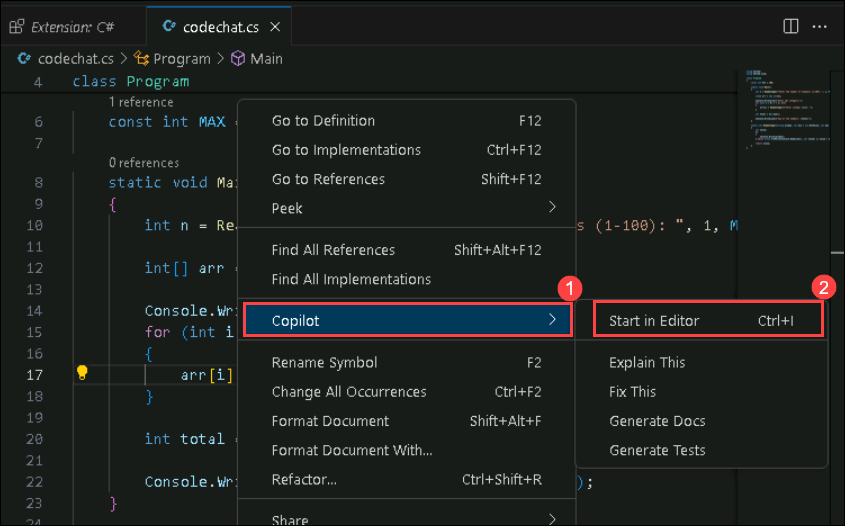 Extension: C#
codechat.cs
codechat.cs > Program > Main
4 class Program
1 reference
6 const int MAX =
7
0 references
8 static void Mai
9 {
10 int n = Re s (1-100): ", 1, M
11
12 int[] arr =
13
14 Console.Wri
15 for (int i
16 {
17 arr[i]
18 }
19
20 int total =
21
22 Console.Wri );
23 }
24
Go to Definition F12
Go to Implementations Ctrl+F12
Go to References Shift+F12
Peek >
Find All References Shift+Alt+F12
Find All Implementations
1
Copilot >
Rename Symbol F2
Change All Occurrences Ctrl+F2
Format Document Shift+Alt+F
Format Document With...
Refactor... Ctrl+Shift+R
Share >
2
Start in Editor Ctrl+I
Explain This
Fix This
Generate Docs
Generate Tests